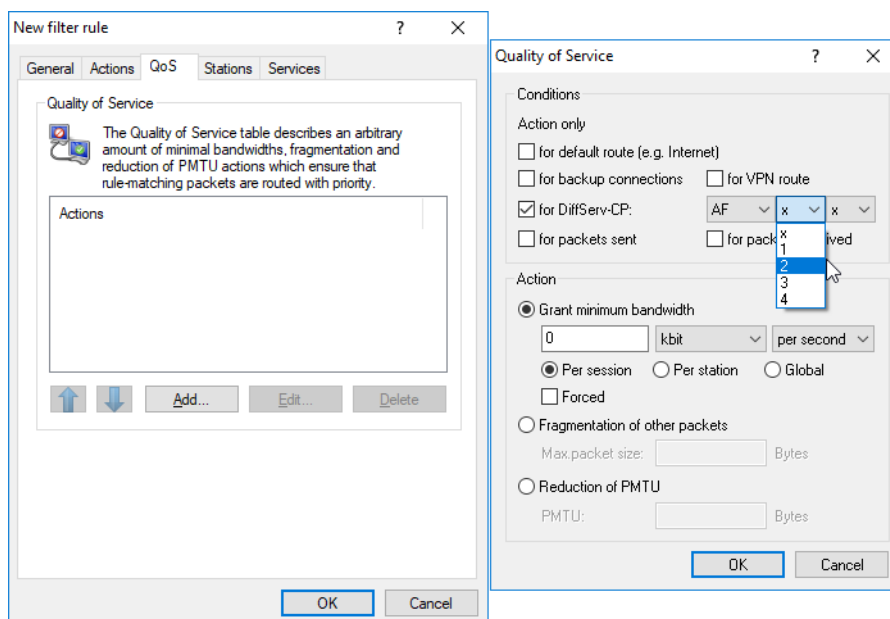 New filter rule
?
General
Actions
QoS
Stations
Services
Quality of Service
The Quality of Service table describes an arbitrary
amount of minimal bandwidths, fragmentation and
reduction of PMTU actions which ensure that
rule-matching packets are routed with priority.
Actions
Add...
Edit...
Delete
OK
Cancel
Quality of Service
?
Conditions
Action only
for default route (e.g. Internet)
for backup connections
for VPN route
for DiffServ-CP:
AF
x
x
x
1
2
3
4
for packets sent
for pack
ived
Action
Grant minimum bandwidth
0
kbit
per second
Per session
Per station
Global
Forced
Fragmentation of other packets
Max.packet size:
Bytes
Reduction of PMTU
PMTU:
Bytes
OK
Cancel